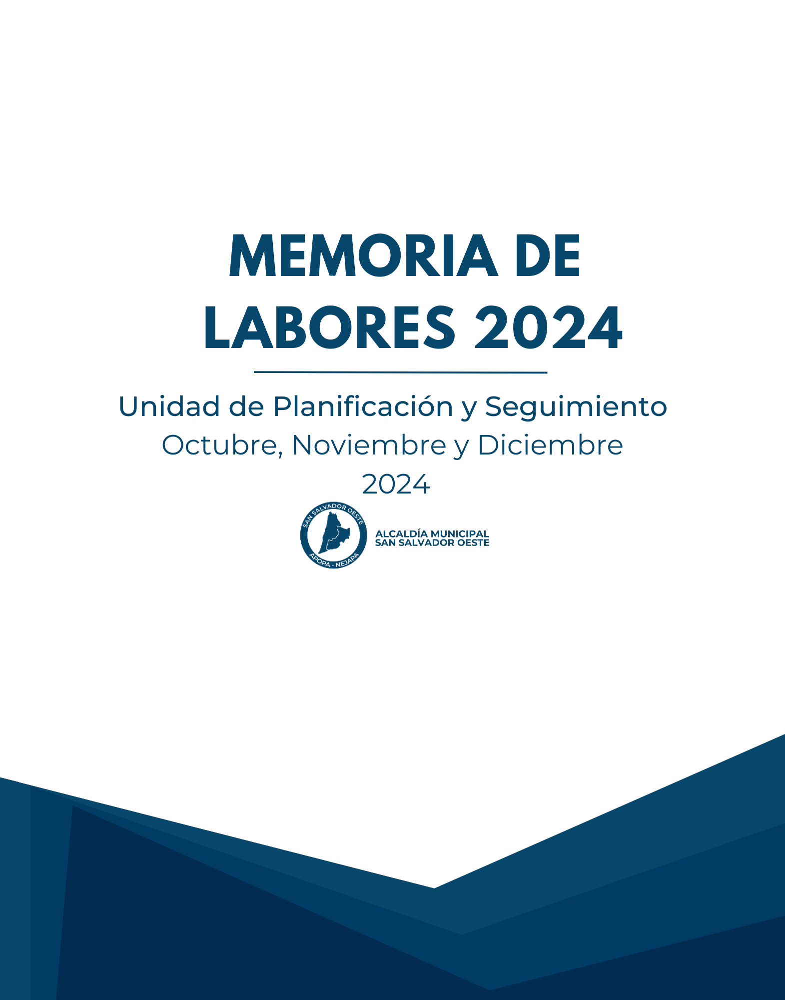 MEMORIA DE
LABORES 2024
Unidad de Planificación y Seguimiento
Octubre, Noviembre y Diciembre
2024
SAN SALVADOR OESTE
APOPA - NEJAPA
ALCALDÍA MUNICIPAL
SAN SALVADOR OESTE